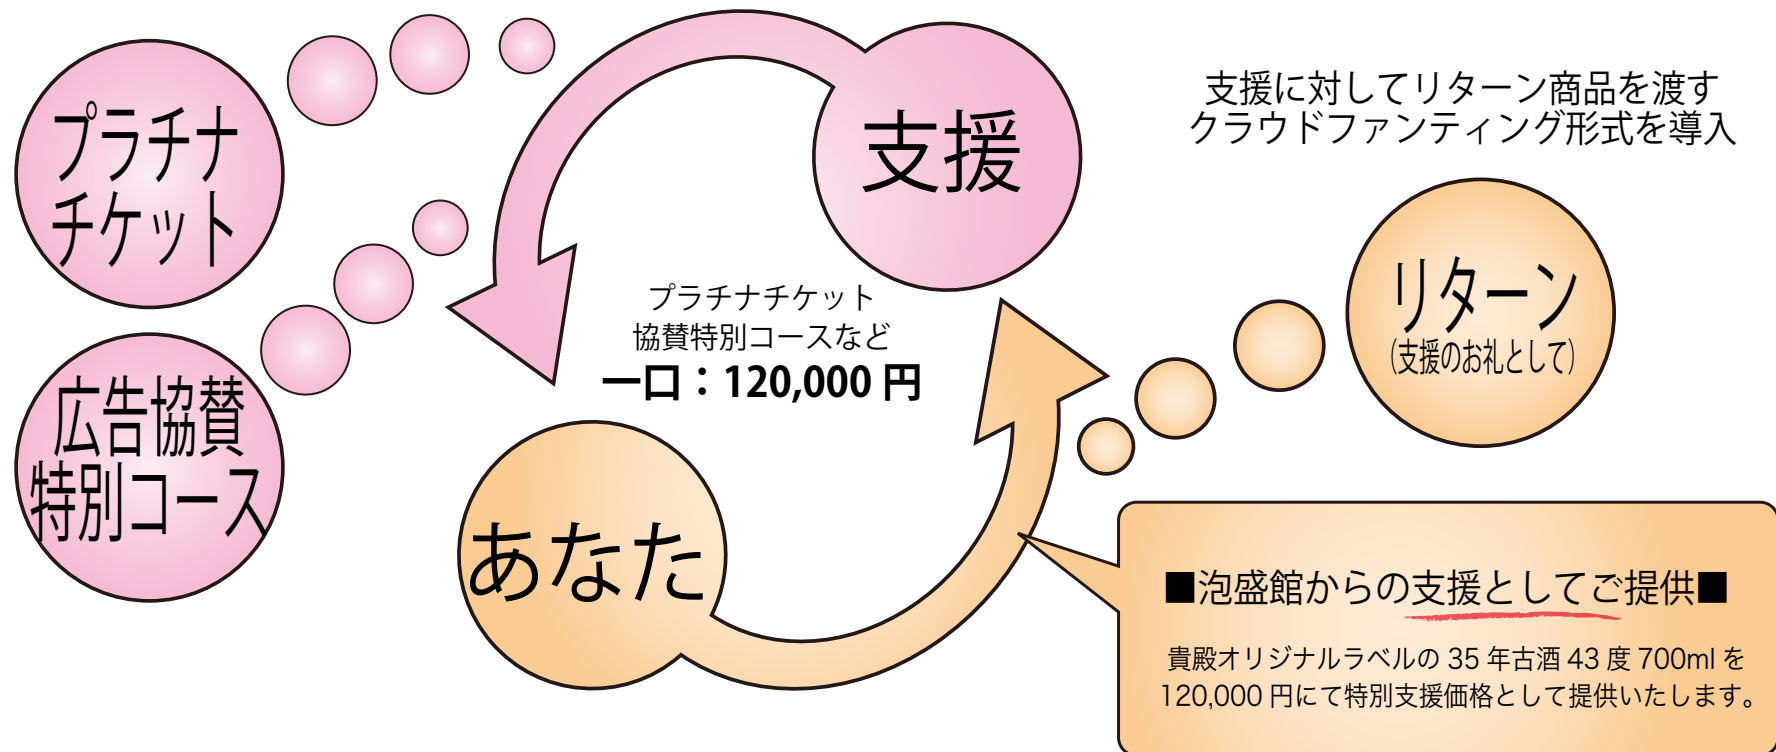 プラチナ
チケット
広告協賛
特別コース
支援
プラチナチケット
協賛特別コースなど
一口：120,000 円
あなた
支援に対してリターン商品を渡す
クラウドファンティング形式を導入
リターン
（支援のお礼として）
■泡盛館からの支援としてご提供■
貴殿オリジナルラベルの 35 年古酒 43 度 700ml を
120,000 円にて特別支援価格として提供いたします。